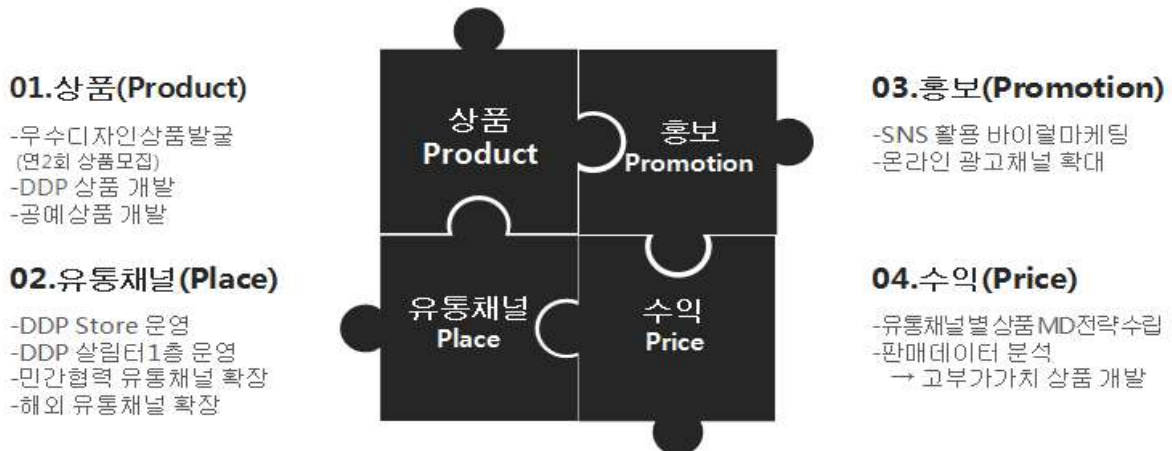 01.상품(Product)
-우수디자인상품발굴
(연2회 상품모집)
-DDP 상품 개발
-공예상품 개발
02.유통채널(Place)
-DDP Store 운영
-DDP 살림터1층 운영
-민간협력 유통채널 확장
-해외 유통채널 확장
상품
Product
홍보
Promotion
유통채널
Place
수익
Price
03.홍보(Promotion)
-SNS 활용 바이럴마케팅
-온라인 광고채널 확대
04.수익(Price)
-유통채널별 상품 MD전략수립
-판매데이터 분석
→ 고부가가치 상품 개발